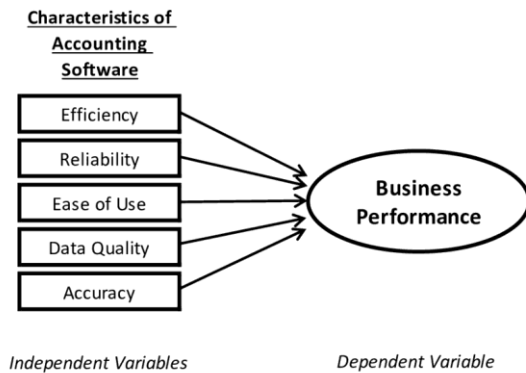 Characteristics of
Accounting
Software
Efficiency
Reliability
Ease of Use
Data Quality
Accuracy
Business
Performance
Independent Variables
Dependent Variable